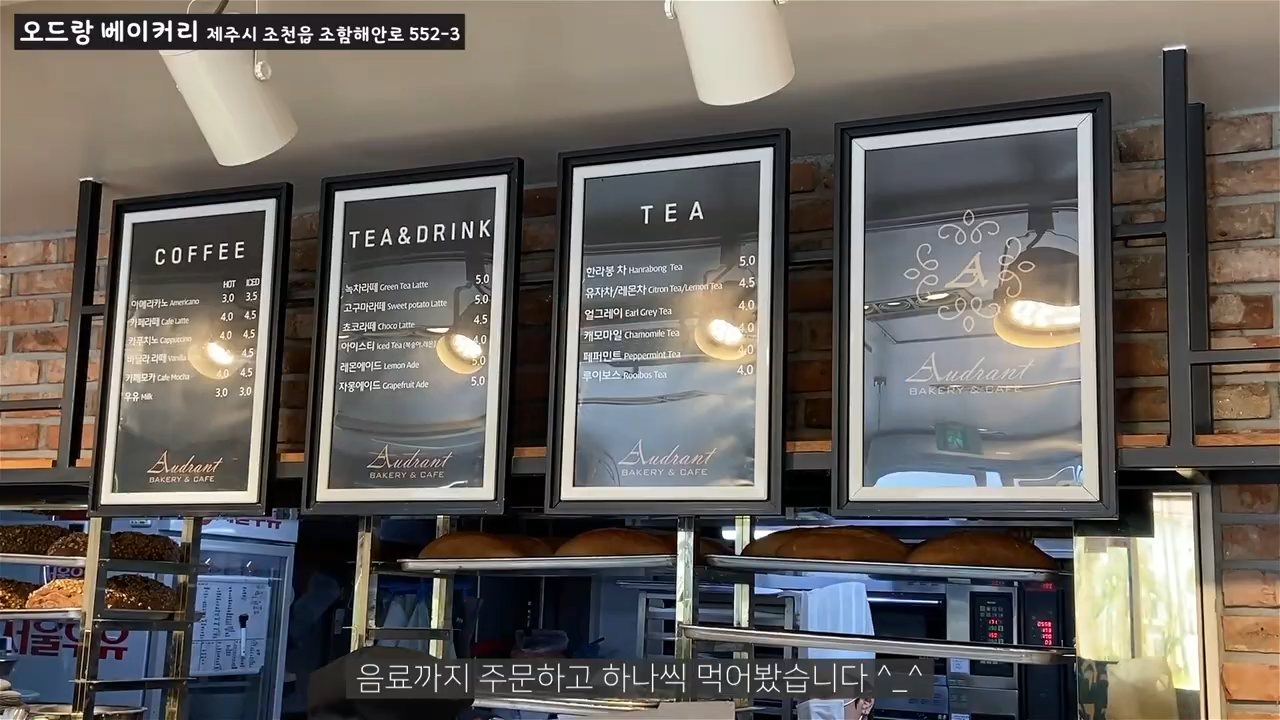 오드랑 베이커리 제주시 조천읍 조함해안로 552-3
COFFEE
HOT ICED
아메리카노 Americano 3,0 3,5
카페라떼 Cafe Latte 4,0 4,5
카푸치노 Cappuccino 4,0 4,5
바닐라 라떼 Vanilla 4,5
카페모카 Cafe Mocha 4,0 4,5
우유 Milk 3,0 3,0
Audrant
BAKERY & CAFE
TEA&DRINK
녹차라떼 Green Tea Latte 5,0
고구마라떼 Sweet potato Latte 5,0
쵸코라떼 Choco Latte 4,5
아이스티 Iced Tea (복숭아,레몬)
레몬에이드 Lemon Ade 5,0
자몽에이드 Grapefruit Ade 5,0
Audrant
BAKERY & CAFE
TEA
한라봉 차 Hanrabong Tea 5,0
유자차/레몬차 Citron Tea/Lemon Tea 5,0
얼그레이 Earl Grey Tea 4,0
캐모마일 Chamomile Tea 4,0
페퍼민트 Peppermint Tea 4,0
루이보스 Rooibos Tea 4,0
Audrant
BAKERY & CAFE
A
Audrant
BAKERY & CAFE
음료까지 주문하고 하나씩 먹어봤습니다 ^_^